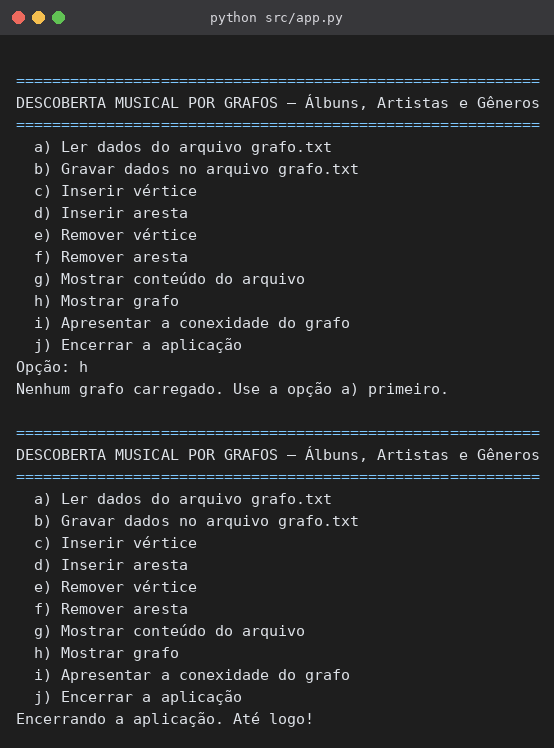 python src/app.py
==========================================================
DESCOBERTA MUSICAL POR GRAFOS — Álbuns, Artistas e Gêneros
==========================================================
a) Ler dados do arquivo grafo.txt
b) Gravar dados no arquivo grafo.txt
c) Inserir vértice
d) Inserir aresta
e) Remover vértice
f) Remover aresta
g) Mostrar conteúdo do arquivo
h) Mostrar grafo
i) Apresentar a conexidade do grafo
j) Encerrar a aplicação
Opção: h
Nenhum grafo carregado. Use a opção a) primeiro.
==========================================================
DESCOBERTA MUSICAL POR GRAFOS — Álbuns, Artistas e Gêneros
==========================================================
a) Ler dados do arquivo grafo.txt
b) Gravar dados no arquivo grafo.txt
c) Inserir vértice
d) Inserir aresta
e) Remover vértice
f) Remover aresta
g) Mostrar conteúdo do arquivo
h) Mostrar grafo
i) Apresentar a conexidade do grafo
j) Encerrar a aplicação
Encerrando a aplicação. Até logo!